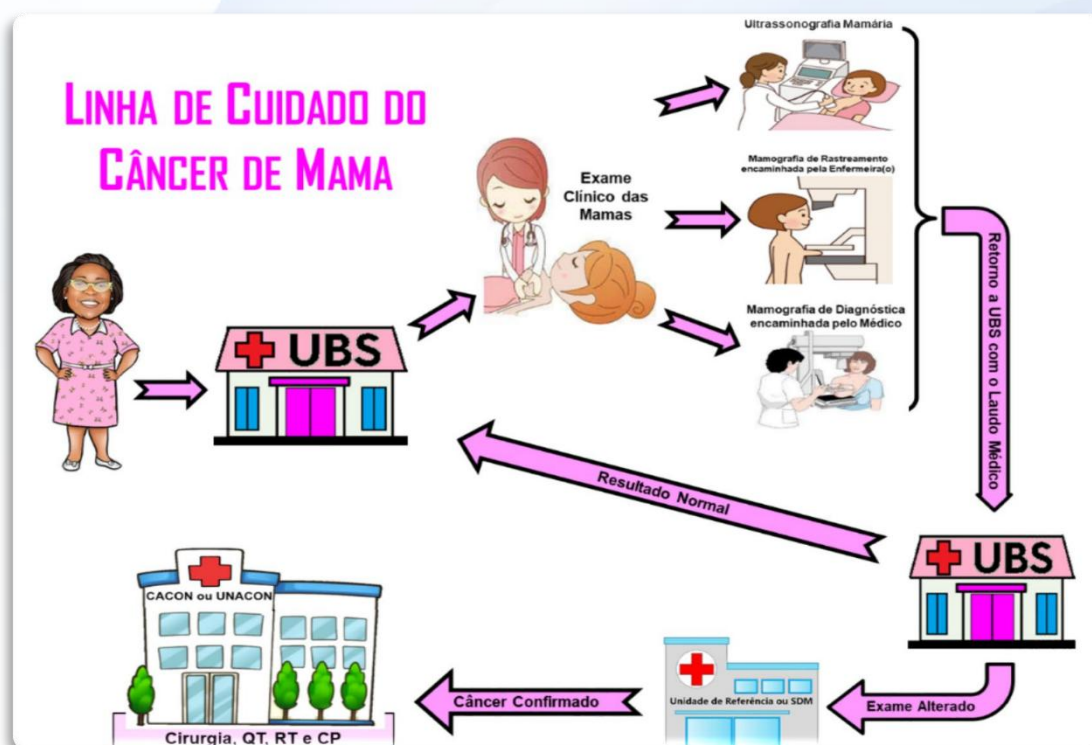 LINHA DE CUIDADO DO
CÂNCER DE MAMA
UBS
Exame
Clínico das
Mamas
Ultrassonografia Mamária
Mamografia de Rastreamento
encaminhada pela Enfermeira(o)
Mamografia de Diagnóstica
encaminhada pelo Médico
Retorno a UBS com o Laudo Médico
UBS
Resultado Normal
Exame Alterado
Unidade de Referência ou SDM
Câncer Confirmado
CACON ou UNACON
Cirurgia, QT, RT e CP